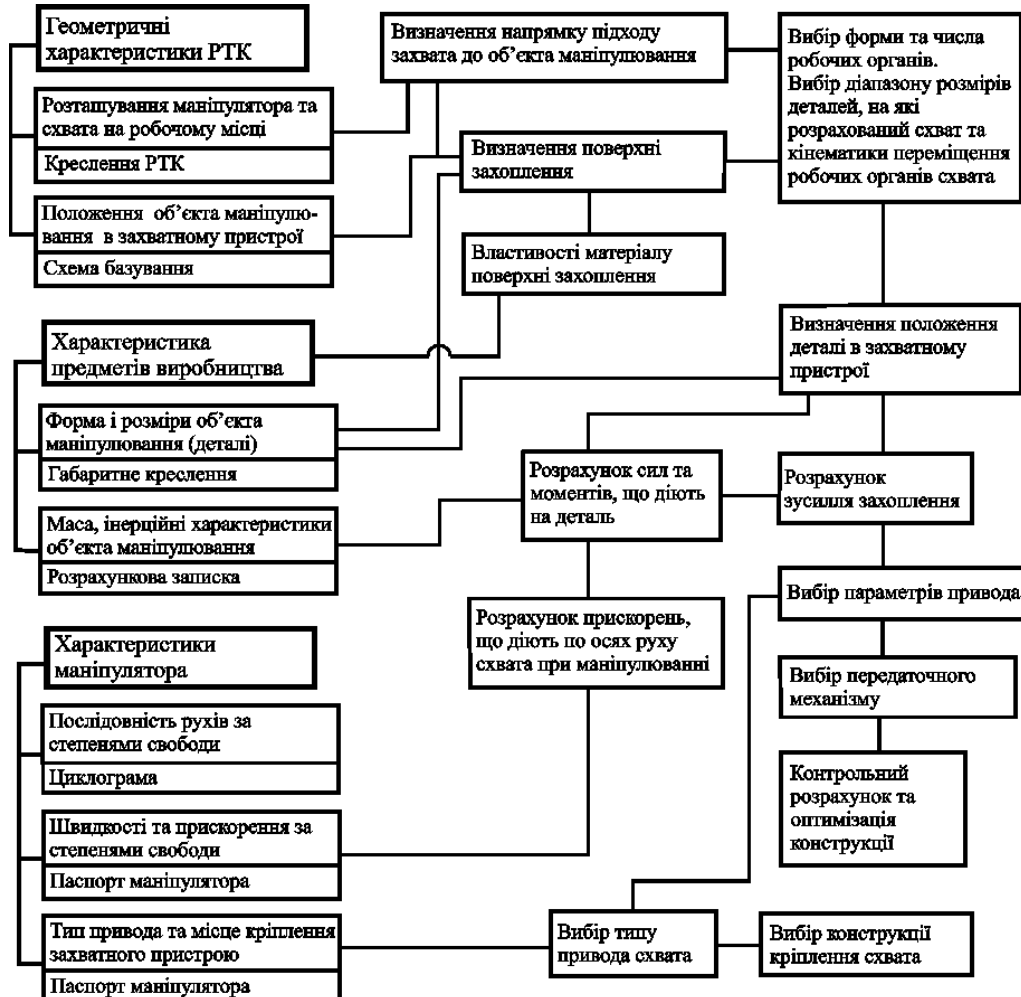 Геометричні
характеристики РТК
Розташування маніпулятора та
схвата на робочому місці
Креслення РТК
Положення об’єкта маніпулю-
вання в захватному пристрої
Схема базування
Характеристика
предметів виробництва
Форма і розміри об’єкта
маніпулювання (деталі)
Габаритне креслення
Маса, інерційні характеристики
об’єкта маніпулювання
Розрахункова записка
Характеристики
маніпулятора
Послідовність рухів за
степенями свободи
Циклограма
Швидкості та прискорення за
степенями свободи
Паспорт маніпулятора
Тип привода та місце кріплення
захватного пристрою
Паспорт маніпулятора
Визначення напрямку підходу
захвата до об’єкта маніпулювання
Визначення поверхні
захоплення
Властивості матеріалу
поверхні захоплення
Розрахунок сил та
моментів, що діють
на деталь
Розрахунок прискорень,
що діють по осях руху
схвата при маніпулюванні
Вибір типу
привода схвата
Вибір форми та числа
робочих органів.
Вибір діапазону розмірів
деталей, на які
розрахований схват та
кінематики переміщення
робочих органів схвата
Визначення положення
деталі в захватному
пристрої
Розрахунок
зусилля захоплення
Вибір параметрів привода
Вибір передаточного
механізму
Контрольний
розрахунок та
оптимізація
конструкції
Вибір конструкції
кріплення схвата